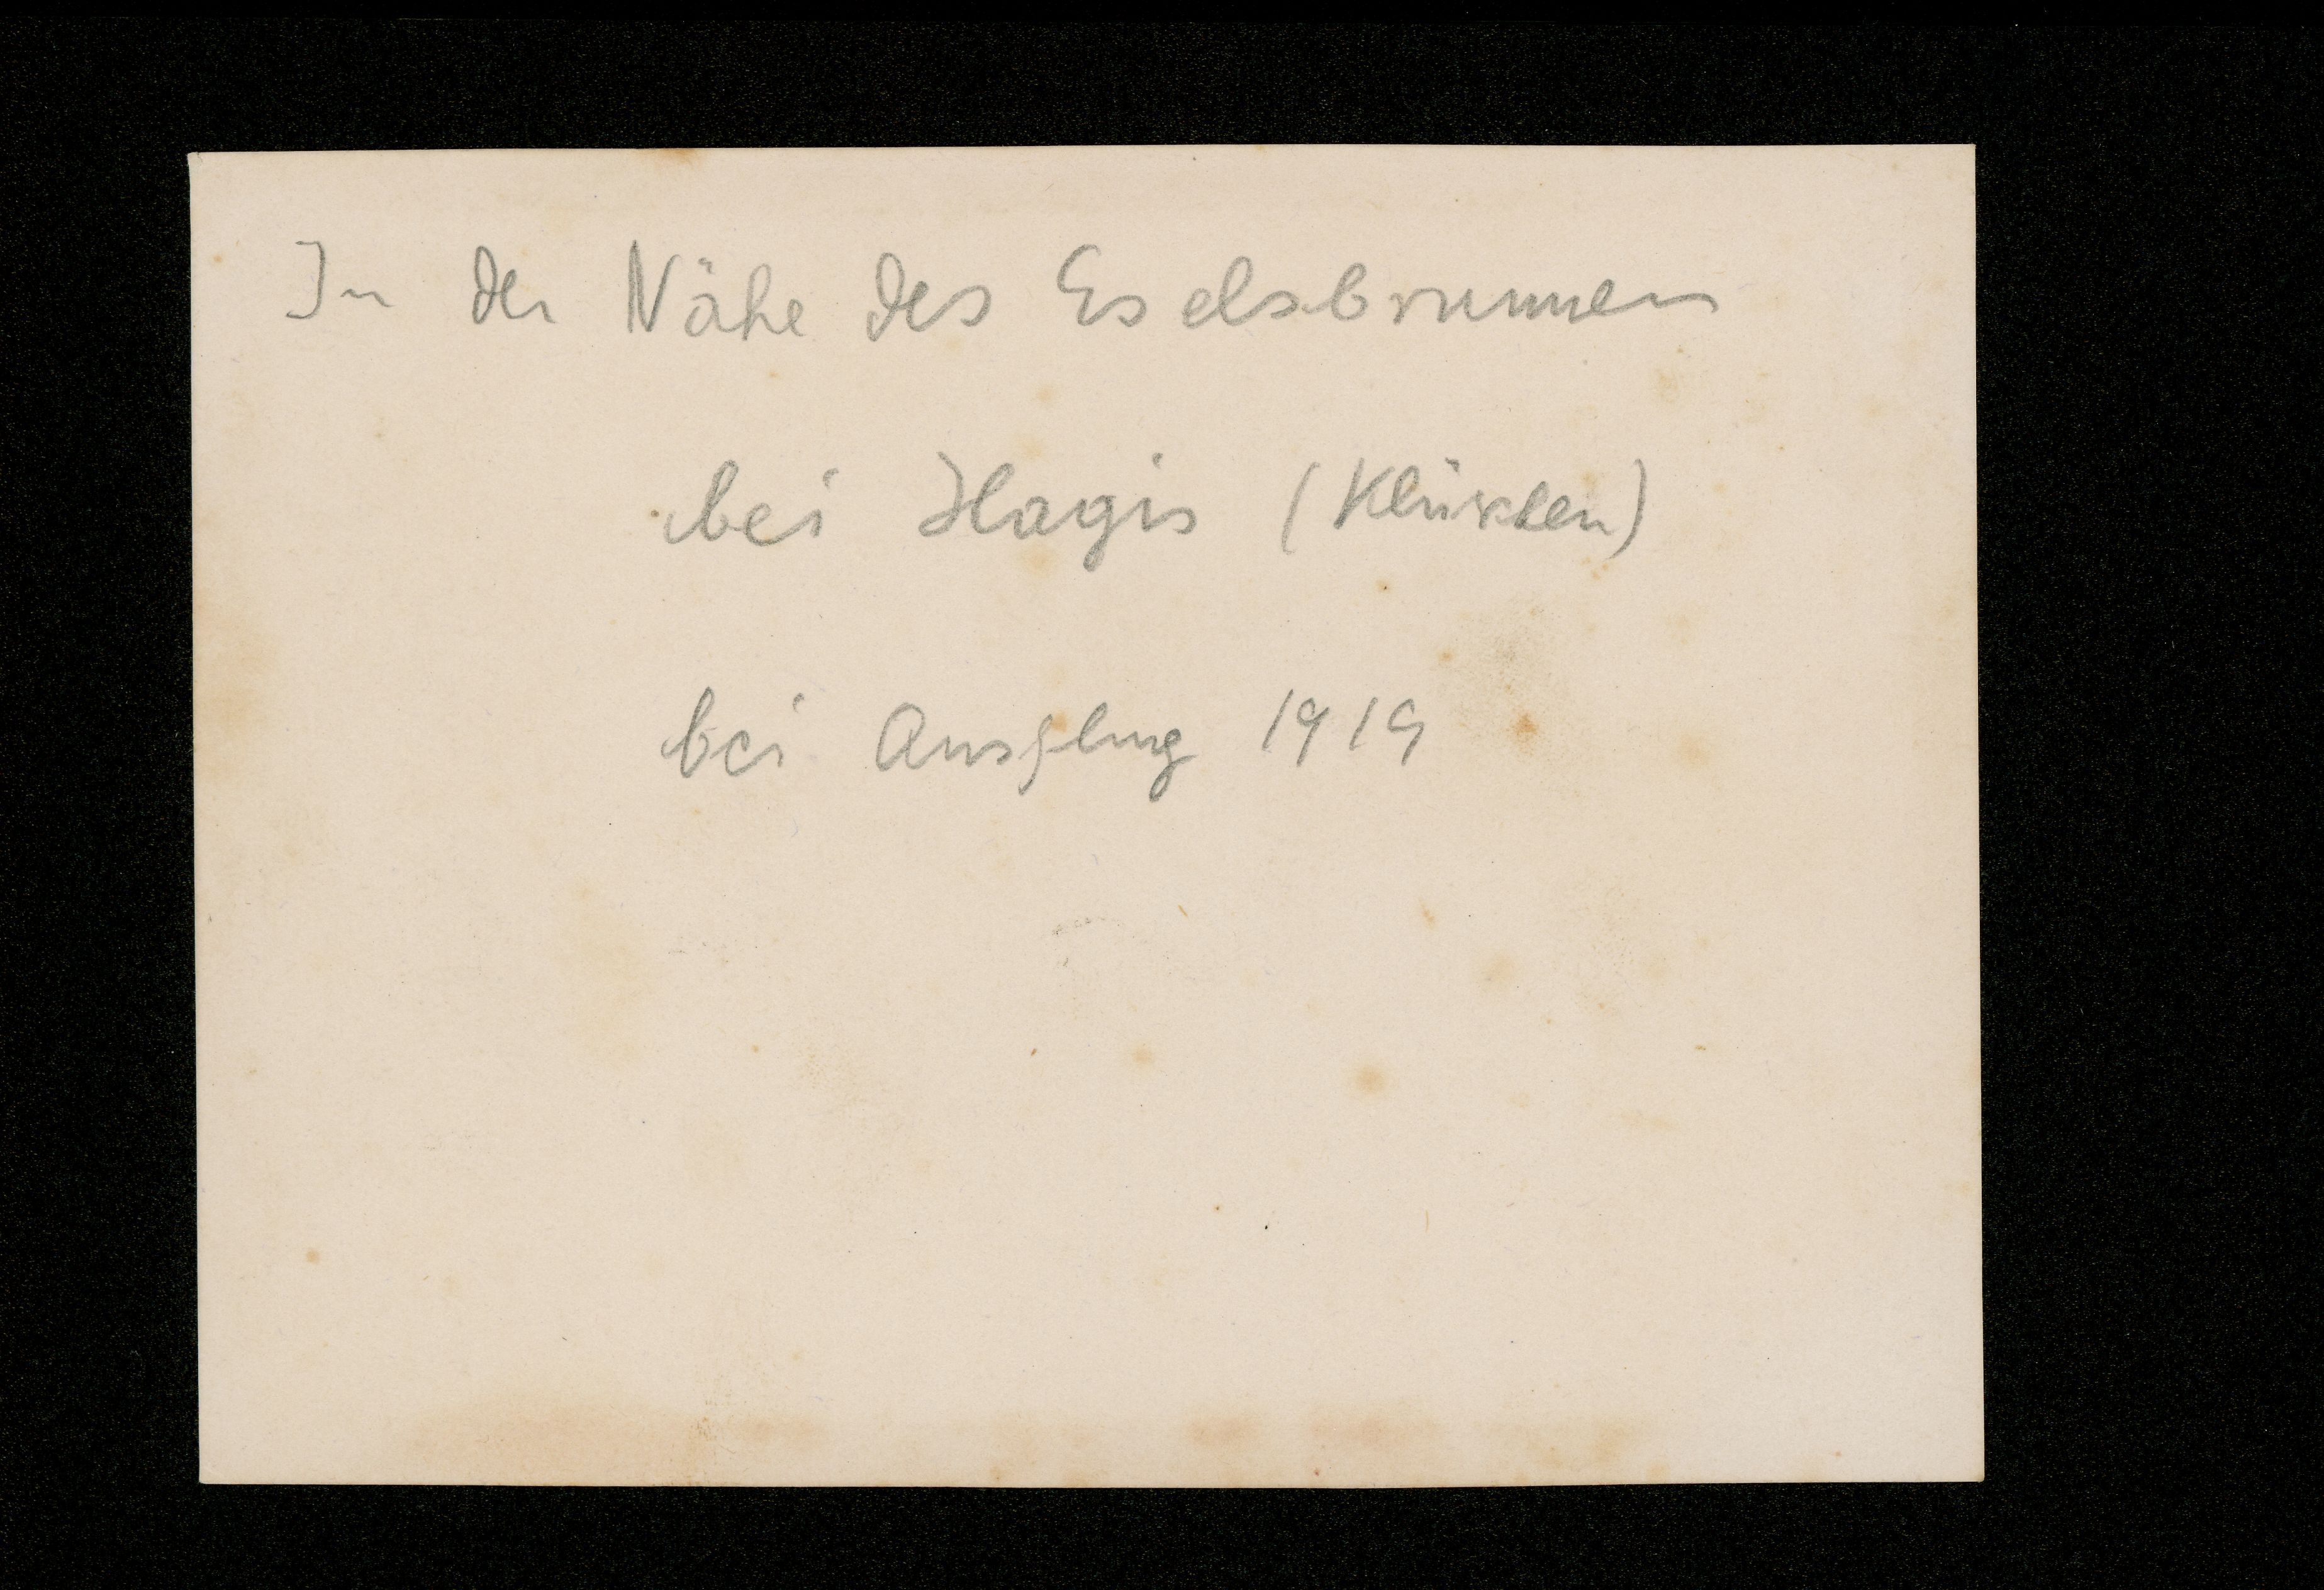 In der Nähe des Eselsbrunnen
bei Hagis (Klüschen)
bei Ausflug 1919